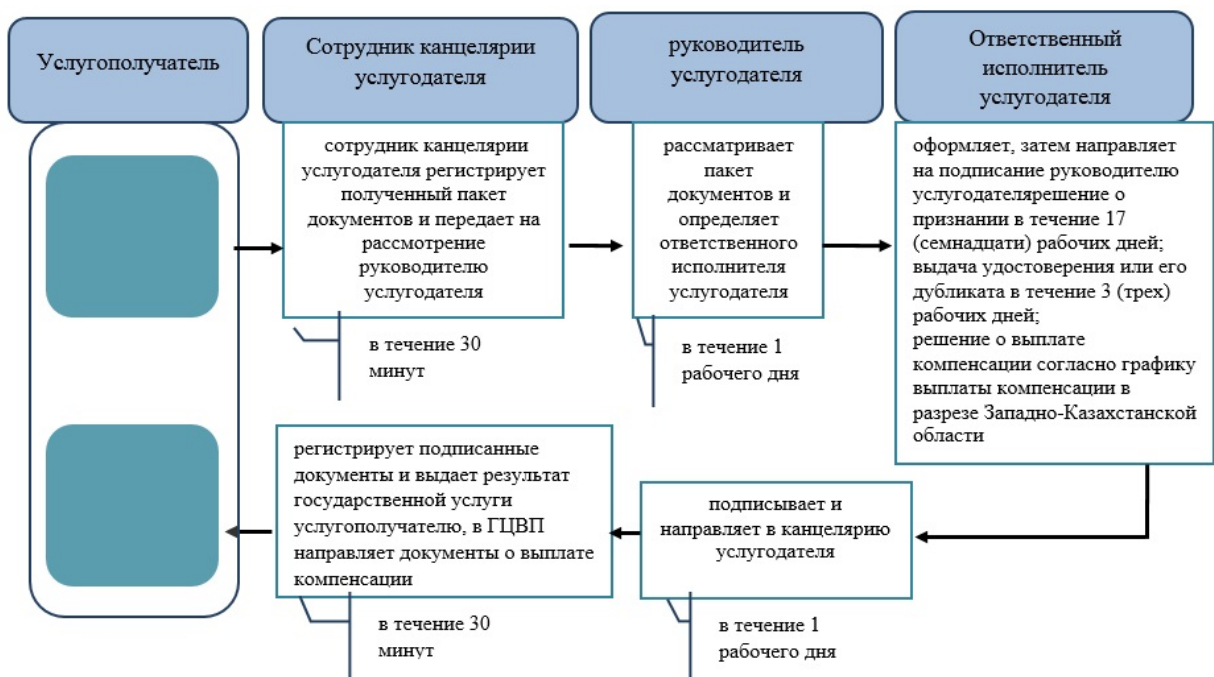 Услугополучатель
Сотрудник канцелярии
услугодателя
руководитель
услугодателя
Ответственный
исполнитель
услугодателя
сотрудник канцелярии
услугодателя регистрирует
полученный пакет
документов и передает на
рассмотрение
руководителю
услугодателя
в течение 30
минут
рассматривает
пакет
документов и
определяет
ответственного
исполнителя
услугодателя
в течение 1
рабочего дня
оформляет, затем направляет
на подписание руководителю
услугодателярешение о
признании в течение 17
(семнадцати) рабочих дней;
выдача удостоверения или его
дубликата в течение 3 (трех)
рабочих дней;
решение о выплате
компенсации согласно графику
выплаты компенсации в
разрезе Западно-Казахстанской
области
подписывает и
направляет в канцелярию
услугодателя
в течение 1
рабочего дня
регистрирует подписанные
документы и выдает результат
государственной услуги
услугополучателю, в ГЦВП
направляет документы о выплате
компенсации
в течение 30
минут